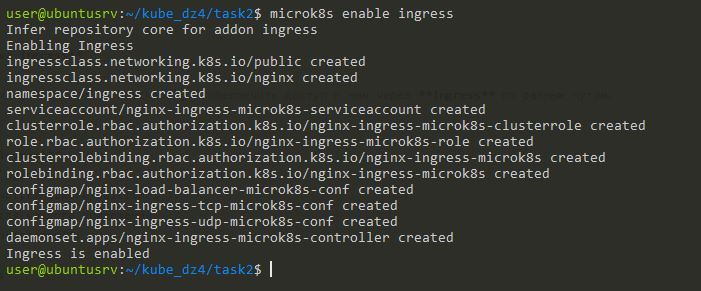 user@ubuntusrv:~/kube_dz4/task2$ microk8s enable ingress
Infer repository core for addon ingress
Enabling Ingress
ingressclass.networking.k8s.io/public created
ingressclass.networking.k8s.io/nginx created
namespace/ingress created
serviceaccount/nginx-ingress-microk8s-serviceaccount created
clusterrole.rbac.authorization.k8s.io/nginx-ingress-microk8s-clusterrole created
role.rbac.authorization.k8s.io/nginx-ingress-microk8s-role created
clusterrolebinding.rbac.authorization.k8s.io/nginx-ingress-microk8s created
rolebinding.rbac.authorization.k8s.io/nginx-ingress-microk8s created
configmap/nginx-load-balancer-microk8s-conf created
configmap/nginx-ingress-tcp-microk8s-conf created
configmap/nginx-ingress-udp-microk8s-conf created
daemonset.apps/nginx-ingress-microk8s-controller created
Ingress is enabled
user@ubuntusrv:~/kube_dz4/task2$